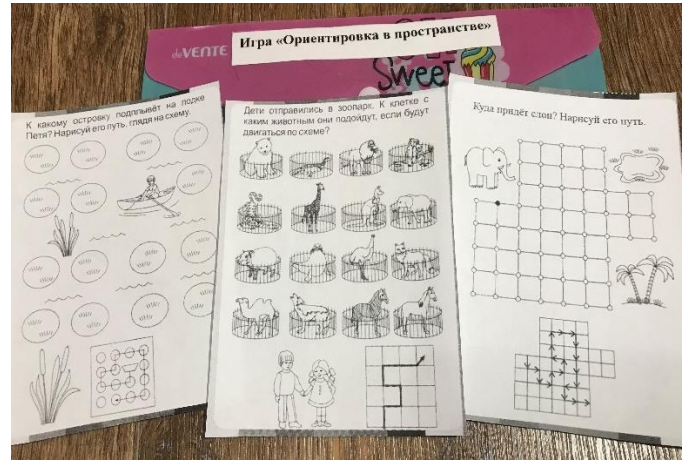 deVENTE
Игра «Ориентировка в пространстве»
Sweet
К какому островку подплывёт на лодке
Петя? Нарисуй его путь, глядя на схему.
Дети отправились в зоопарк. К клетке с
каким животным они подойдут, если будут
двигаться по схеме?
Куда придёт слон? Нарисуй его путь.